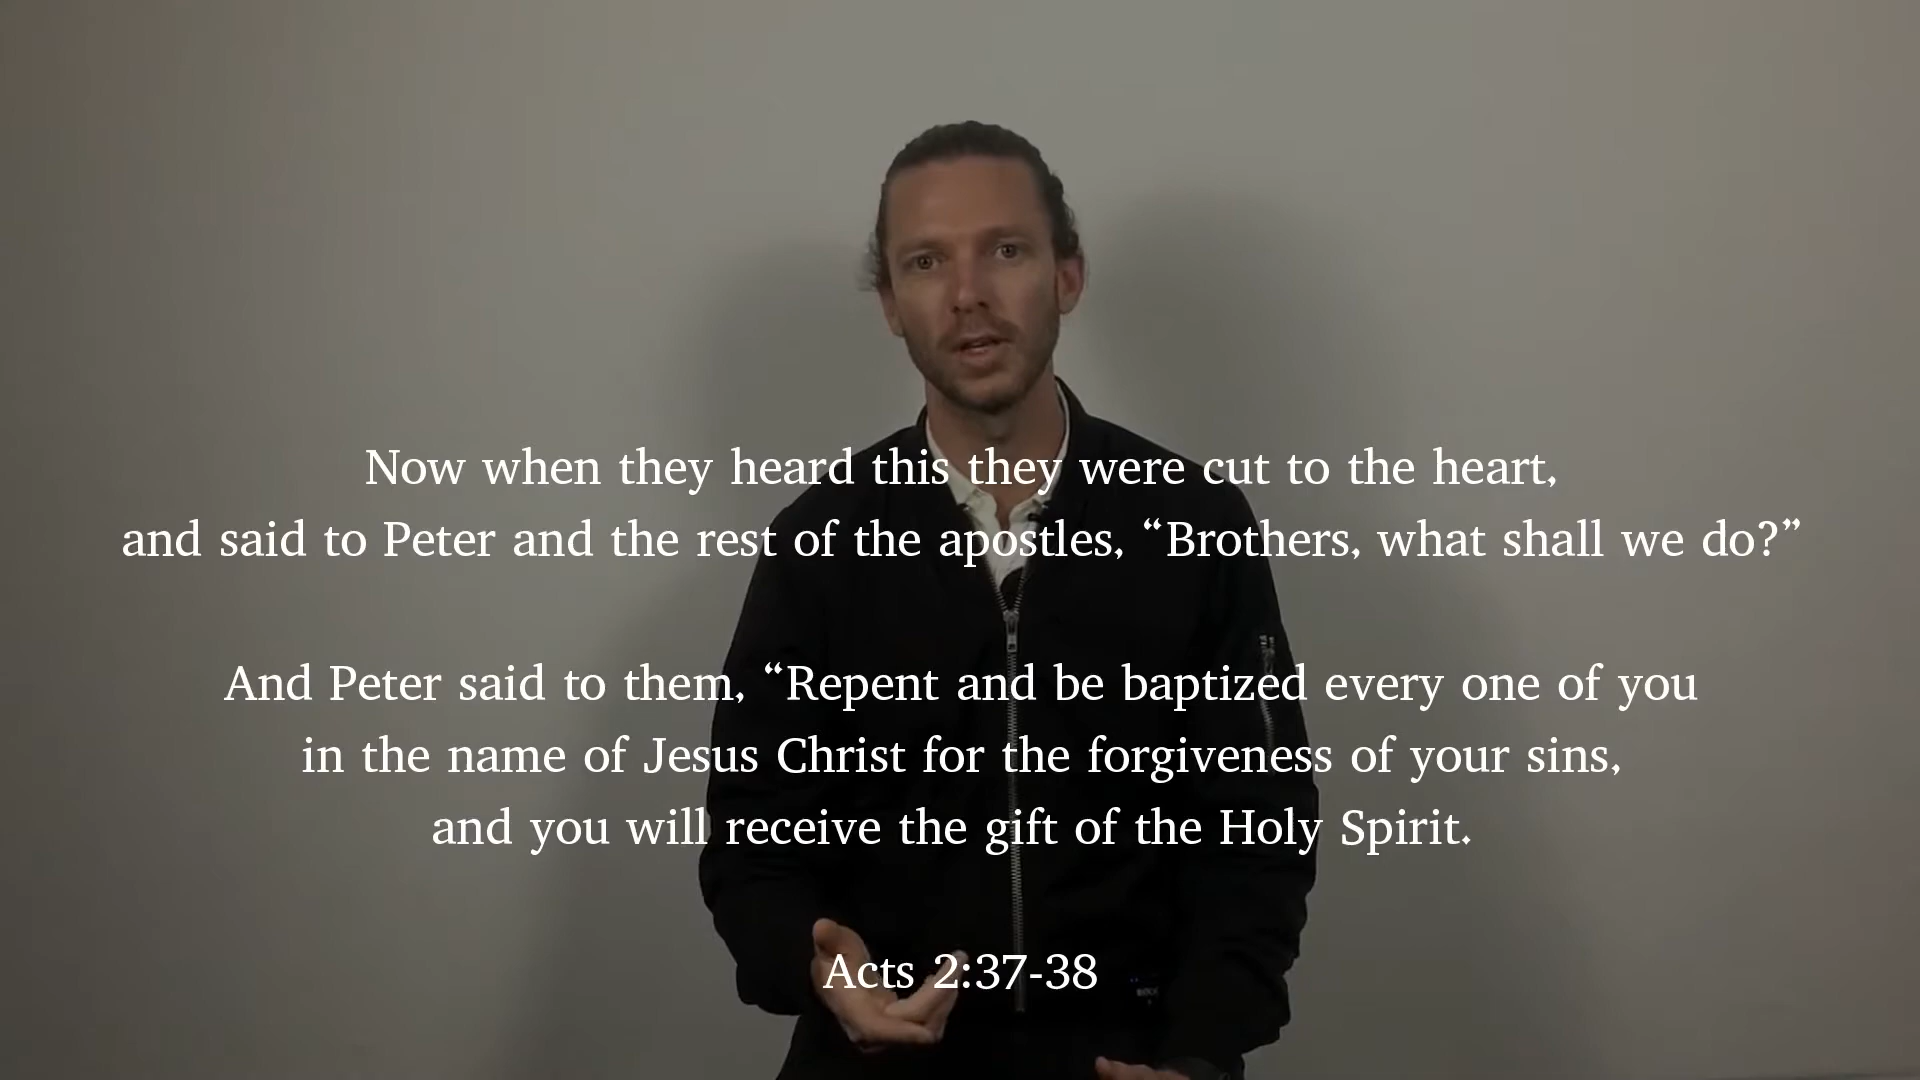 Now when they heard this they were cut to the heart,
and said to Peter and the rest of the apostles, “Brothers, what shall we do?”
And Peter said to them, “Repent and be baptized every one of you
in the name of Jesus Christ for the forgiveness of your sins,
and you will receive the gift of the Holy Spirit.
Acts 2:37-38